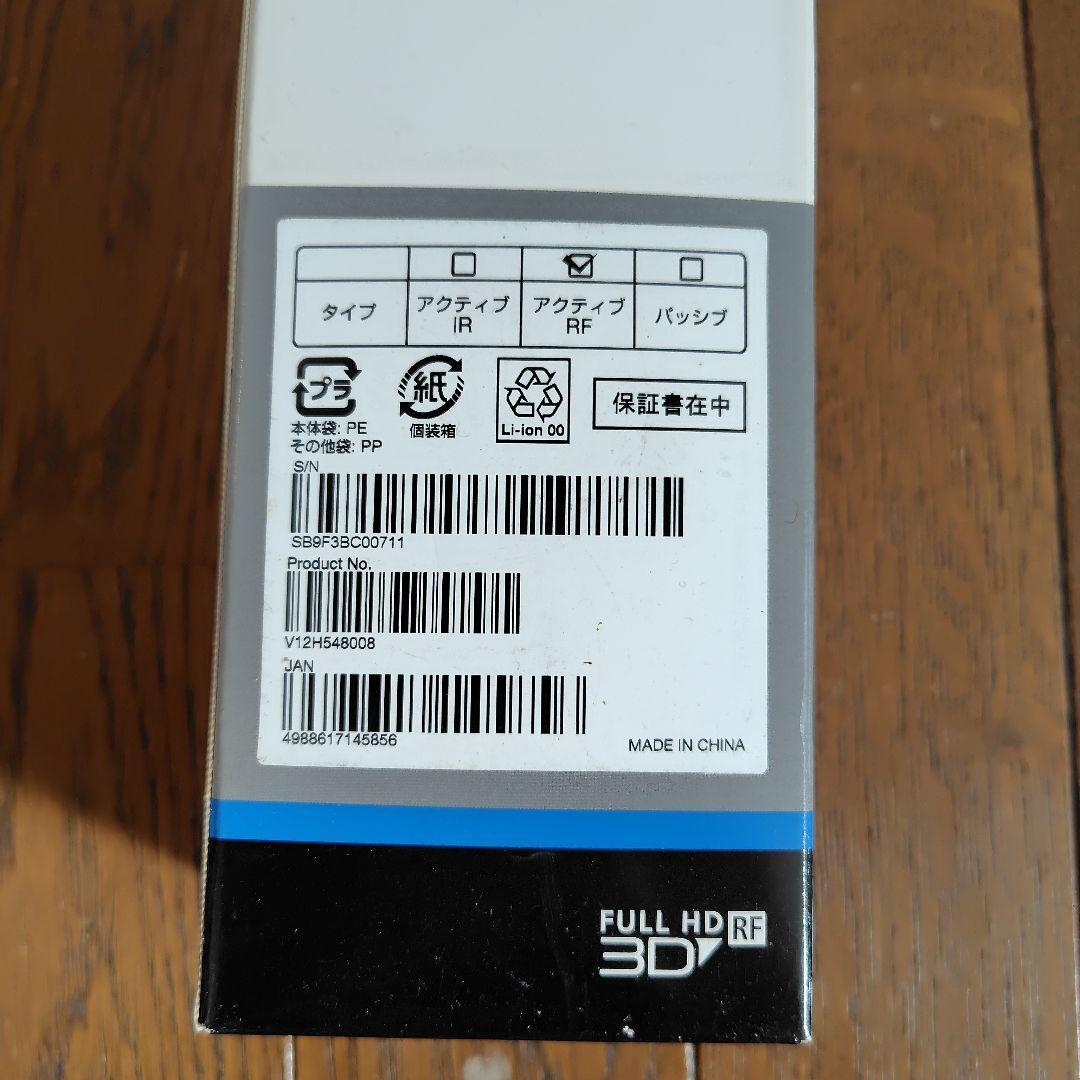 タイプ
アクティブ
IR
アクティブ
RF
パッシブ
プラ
紙
Li-ion 00
保証書在中
本体袋: PE
その他袋: PP
個装箱
S/N
SB9F3BC00711
Product No.
V12H548008
JAN
4988617145856
MADE IN CHINA
FULL HD RF
3D